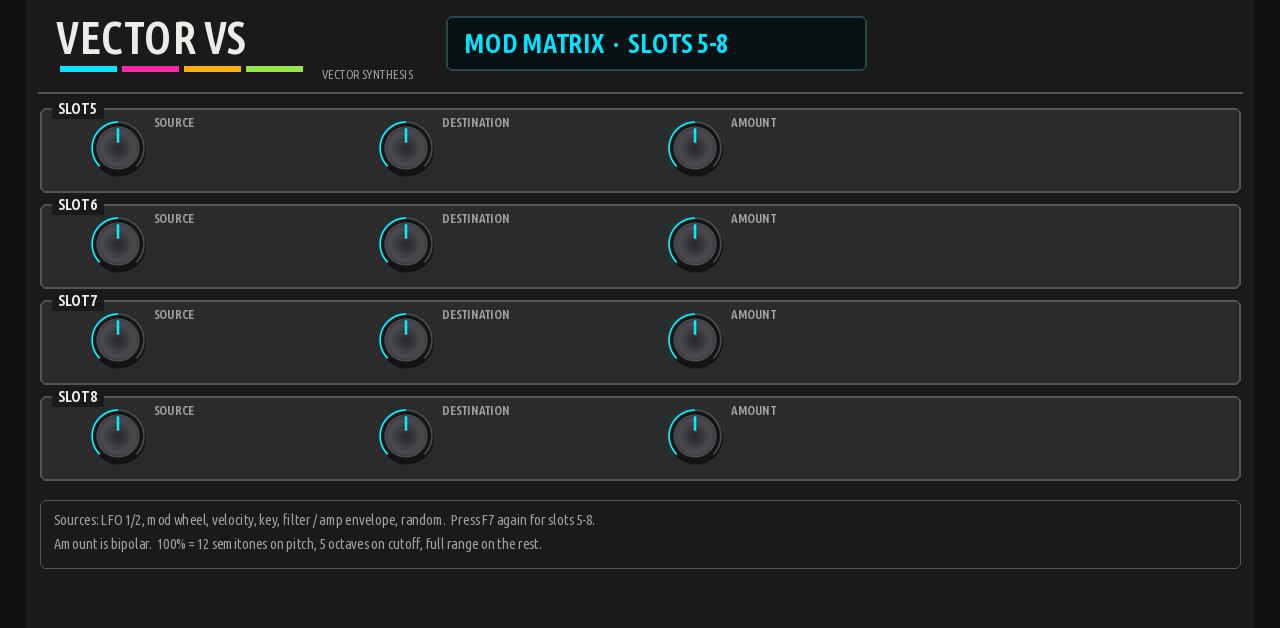 VECTOR VS
VECTOR SYNTHESIS
MOD MATRIX · SLOTS 5-8
SLOT5
SOURCE DESTINATION AMOUNT
SLOT6
SOURCE DESTINATION AMOUNT
SLOT7
SOURCE DESTINATION AMOUNT
SLOT8
SOURCE DESTINATION AMOUNT
Sources: LFO 1/2, mod wheel, velocity, key, filter / amp envelope, random. Press F7 again for slots 5-8.
Amount is bipolar. 100% = 12 semitones on pitch, 5 octaves on cutoff, full range on the rest.